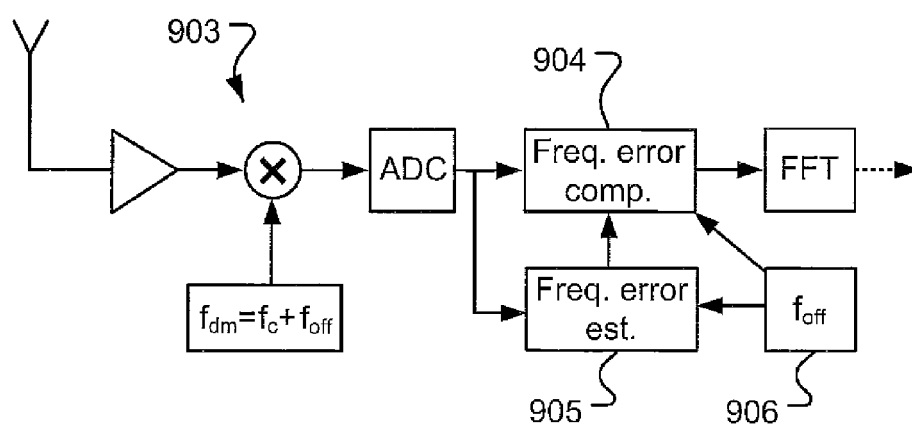 903
904
ADC
Freq. error
comp.
FFT
f_dm=f_c+f_off
Freq. error
est.
f_off
905
906